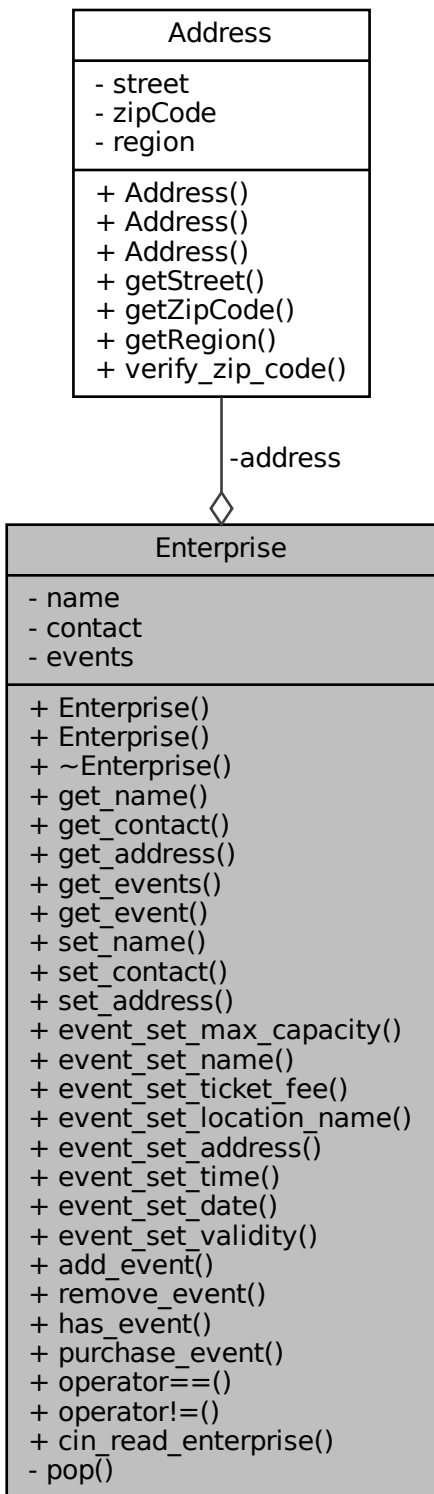 Address
- street
- zipCode
- region
+ Address()
+ Address()
+ Address()
+ getStreet()
+ getZipCode()
+ getRegion()
+ verify_zip_code()
-address
Enterprise
- name
- contact
- events
+ Enterprise()
+ Enterprise()
+ ~Enterprise()
+ get_name()
+ get_contact()
+ get_address()
+ get_events()
+ get_event()
+ set_name()
+ set_contact()
+ set_address()
+ event_set_max_capacity()
+ event_set_name()
+ event_set_ticket_fee()
+ event_set_location_name()
+ event_set_address()
+ event_set_time()
+ event_set_date()
+ event_set_validity()
+ add_event()
+ remove_event()
+ has_event()
+ purchase_event()
+ operator==()
+ operator!=()
+ cin_read_enterprise()
- pop()